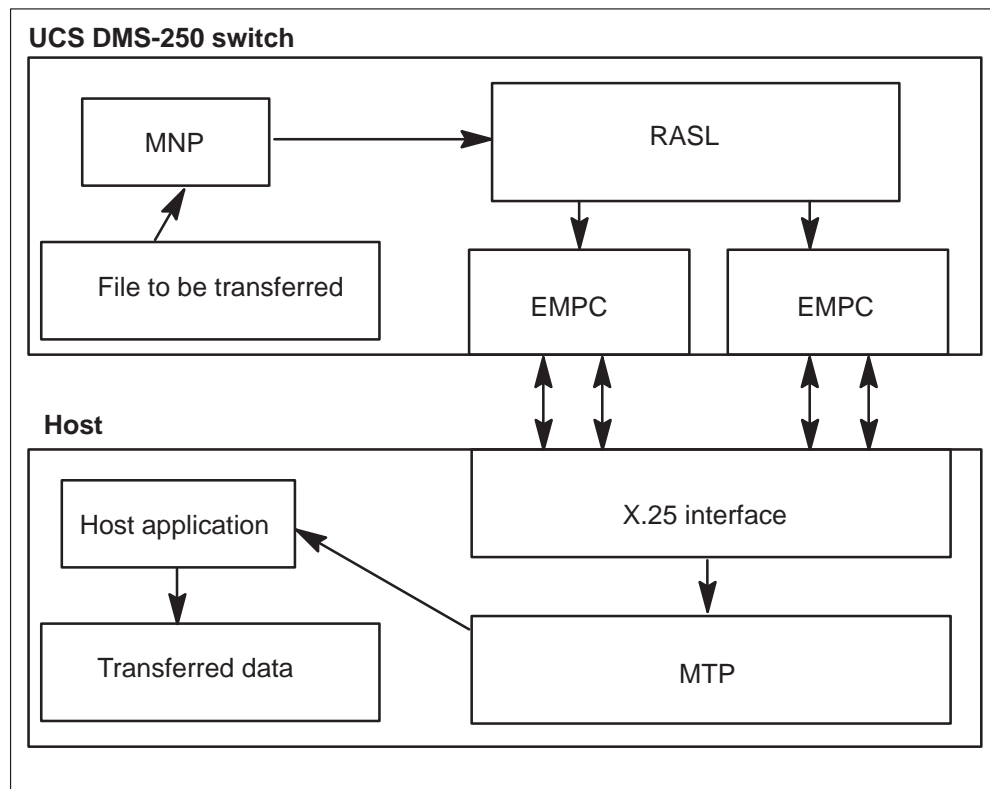 UCS DMS-250 switch
MNP
RASL
File to be transferred
EMPC
EMPC
Host
Host application
X.25 interface
Transferred data
MTP